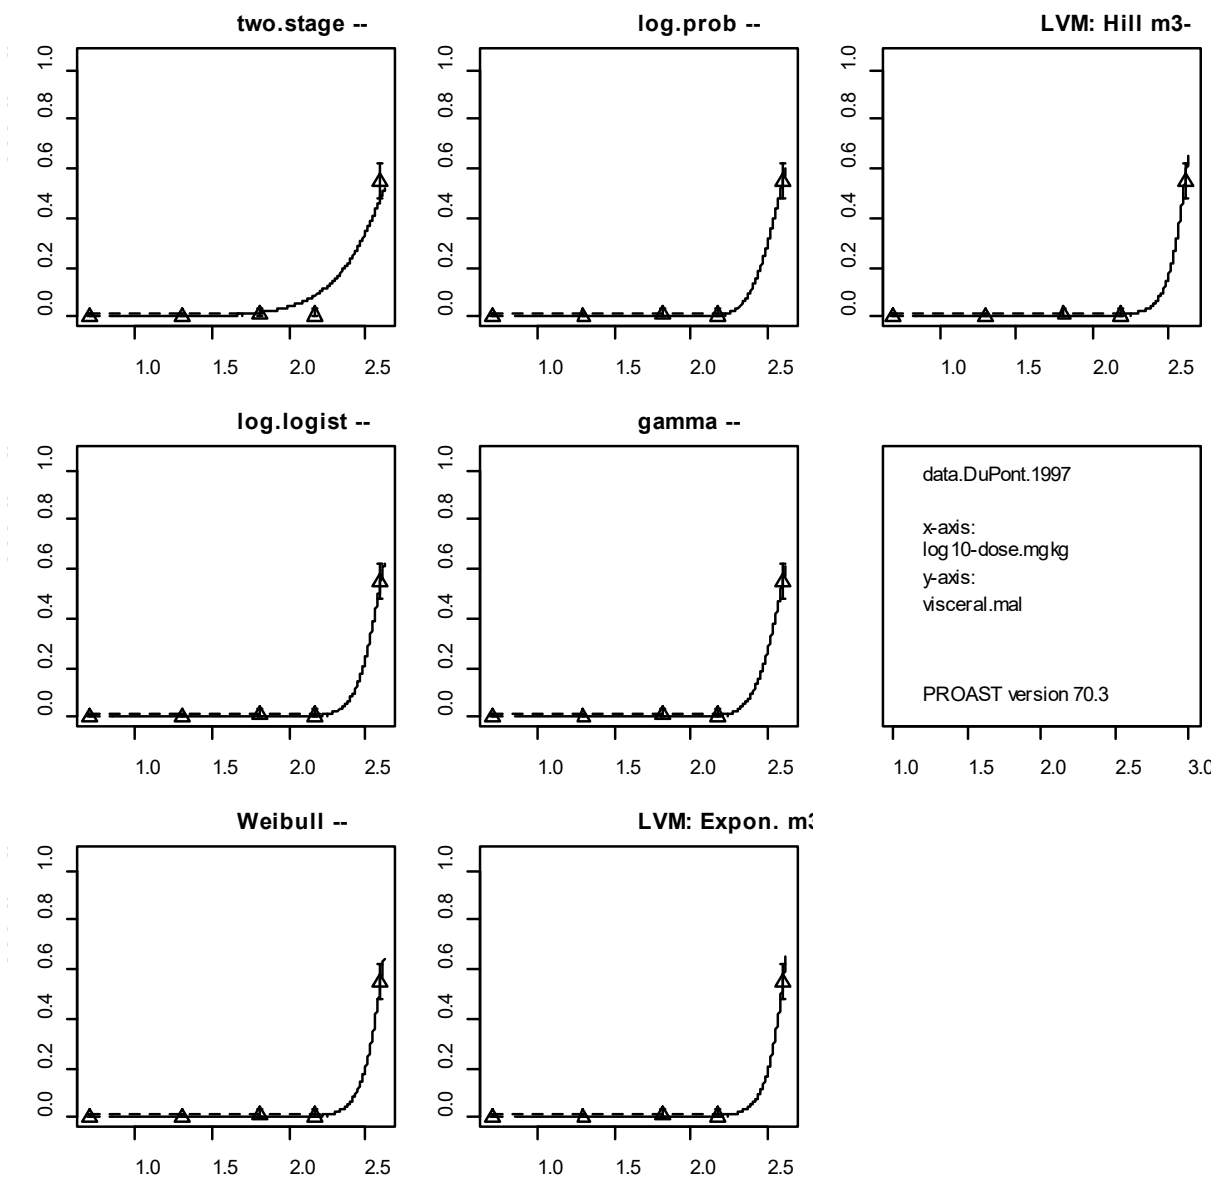 two.stage --
log.prob --
LVM: Hill m3-
1.0
0.8
0.6
0.4
0.2
0.0
1.0
0.8
0.6
0.4
0.2
0.0
1.0
0.8
0.6
0.4
0.2
0.0
1.0 1.5 2.0 2.5
1.0 1.5 2.0 2.5
1.0 1.5 2.0 2.5
log.logist --
gamma --
1.0
0.8
0.6
0.4
0.2
0.0
1.0
0.8
0.6
0.4
0.2
0.0
data.DuPont.1997
x-axis:
log10-dose.mgkg
y-axis:
visceral.mal
PROAST version 70.3
1.0 1.5 2.0 2.5
1.0 1.5 2.0 2.5
1.0 1.5 2.0 2.5 3.0
Weibull --
LVM: Expon. m3
1.0
0.8
0.6
0.4
0.2
0.0
1.0
0.8
0.6
0.4
0.2
0.0
1.0 1.5 2.0 2.5
1.0 1.5 2.0 2.5